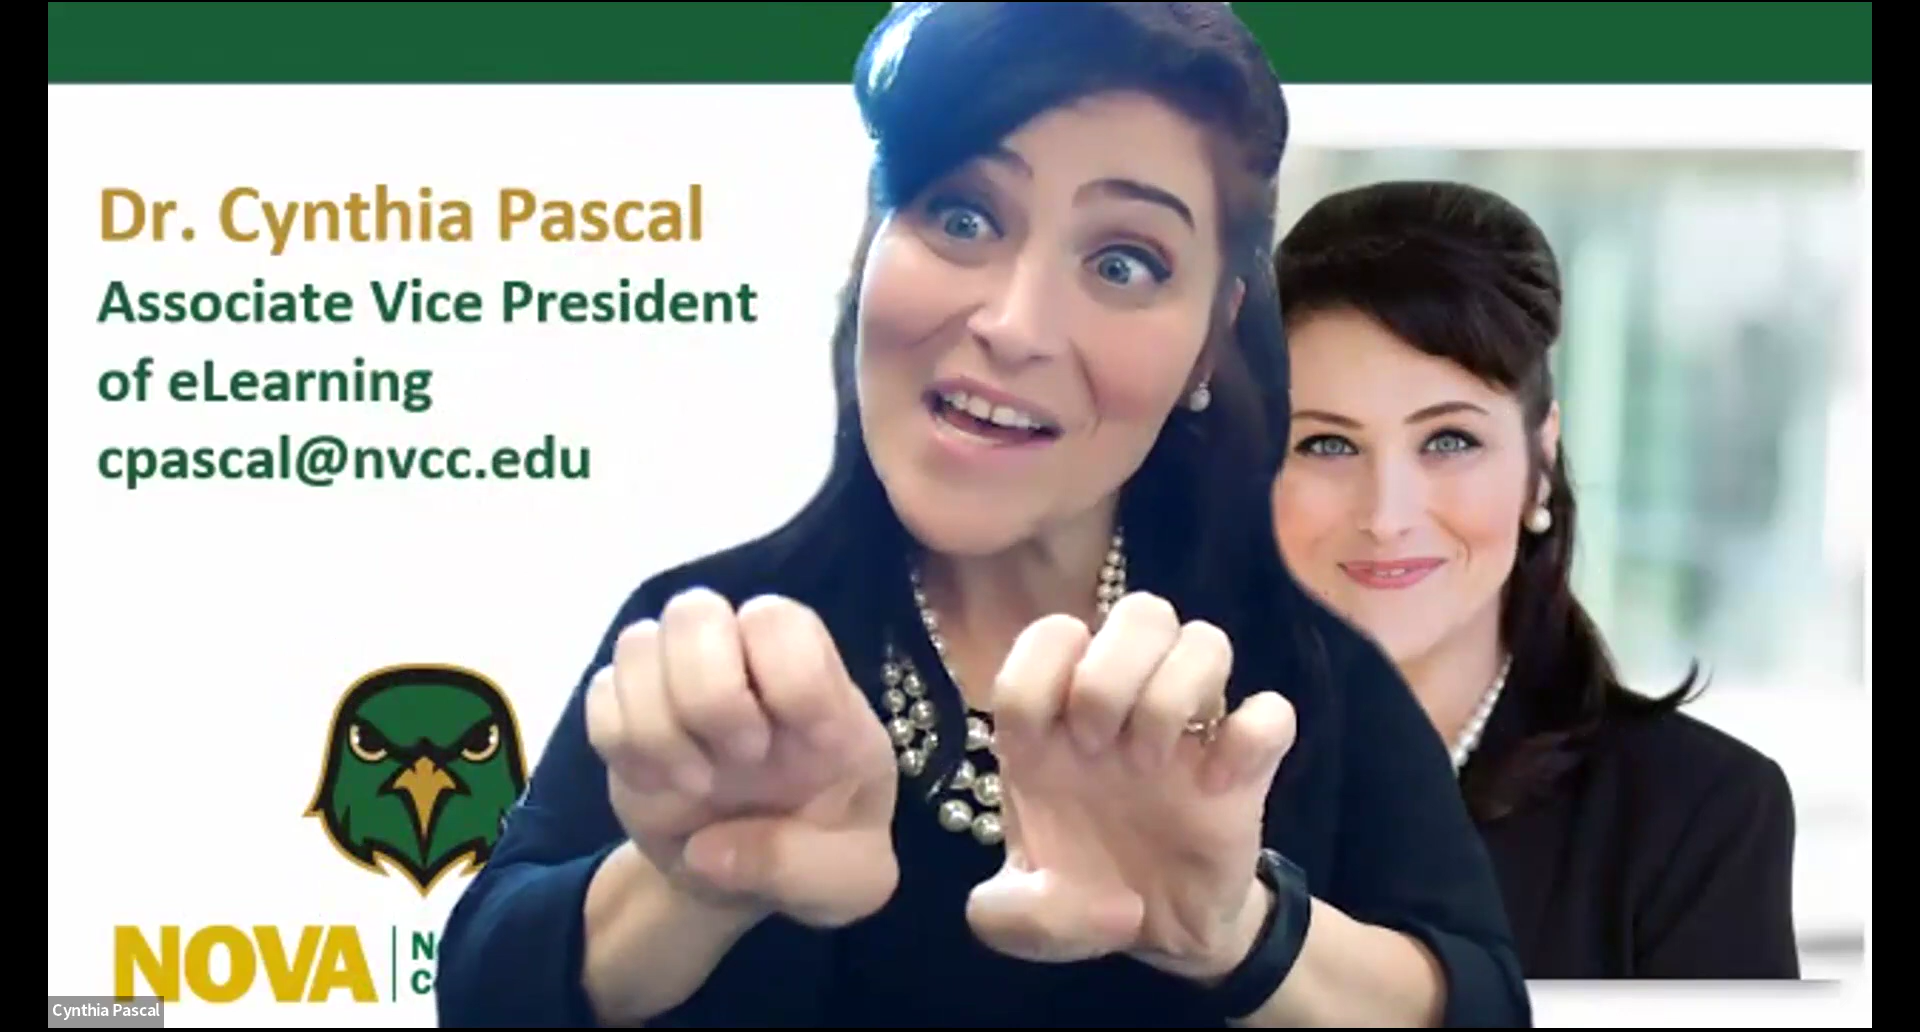 Dr. Cynthia Pascal
Associate Vice President
of eLearning
cpascal@nvcc.edu
NOVA
Cynthia Pascal